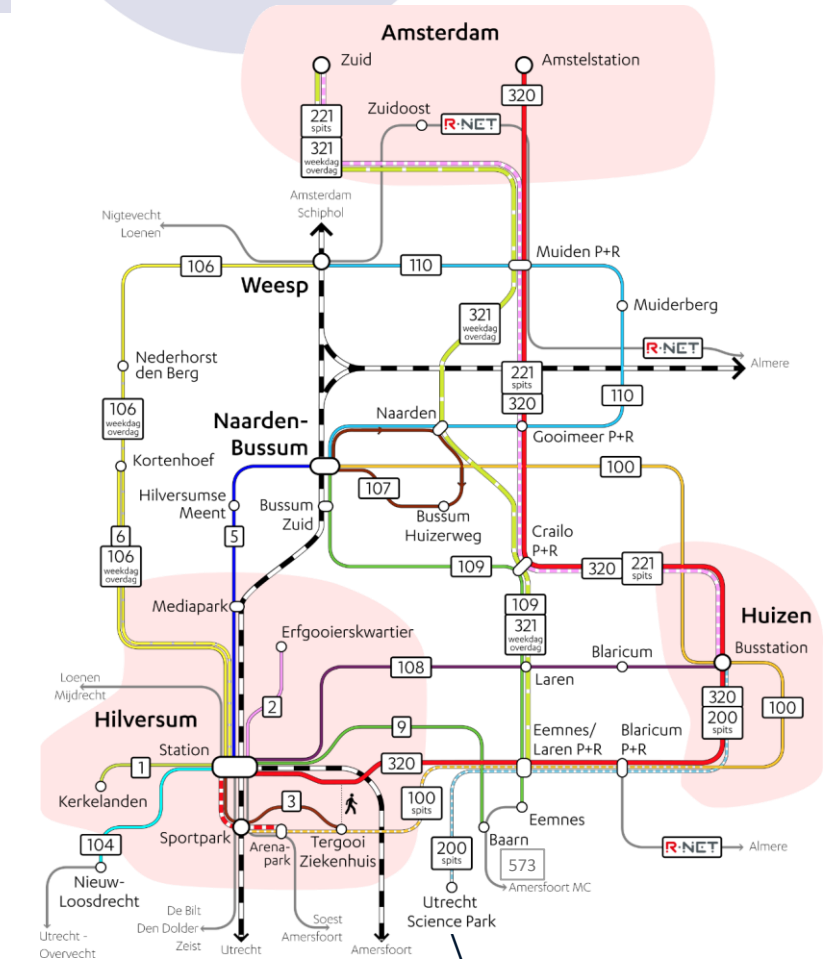 Amsterdam
Zuid
Amstelstation
320
Zuidoost
R·NET
221
spits
321
weekdag
overdag
Amsterdam
Schiphol
Nigtevecht
Loenen
106
110
Muiden P+R
Weesp
Muiderberg
321
weekdag
overdag
R·NET
Almere
Nederhorst
den Berg
221
spits
320
110
106
weekdag
overdag
Naarden-
Bussum
Naarden
Gooimeer P+R
Kortenhoef
100
Hilversumse
Meent
107
Bussum
Zuid
Bussum
Huizerweg
Crailo
P+R
6
106
weekdag
overdag
5
109
320
221
spits
Mediapark
109
321
weekdag
overdag
Huizen
Erfgooierskwartier
Busstation
Blaricum
108
Laren
Loenen
Mijdrecht
2
320
200
spits
100
Hilversum
9
Station
Eemnes/
Laren P+R
Blaricum
P+R
1
320
Kerkelanden
3
100
spits
Eemnes
Sportpark
Arena-
park
Tergooi
Ziekenhuis
Baarn
104
200
spits
R·NET
Almere
573
Nieuw-
Loosdrecht
Amersfoort MC
Utrecht
Science Park
De Bilt
Den Dolder
Zeist
Soest
Amersfoort
Utrecht -
Overvecht
Utrecht
Amersfoort